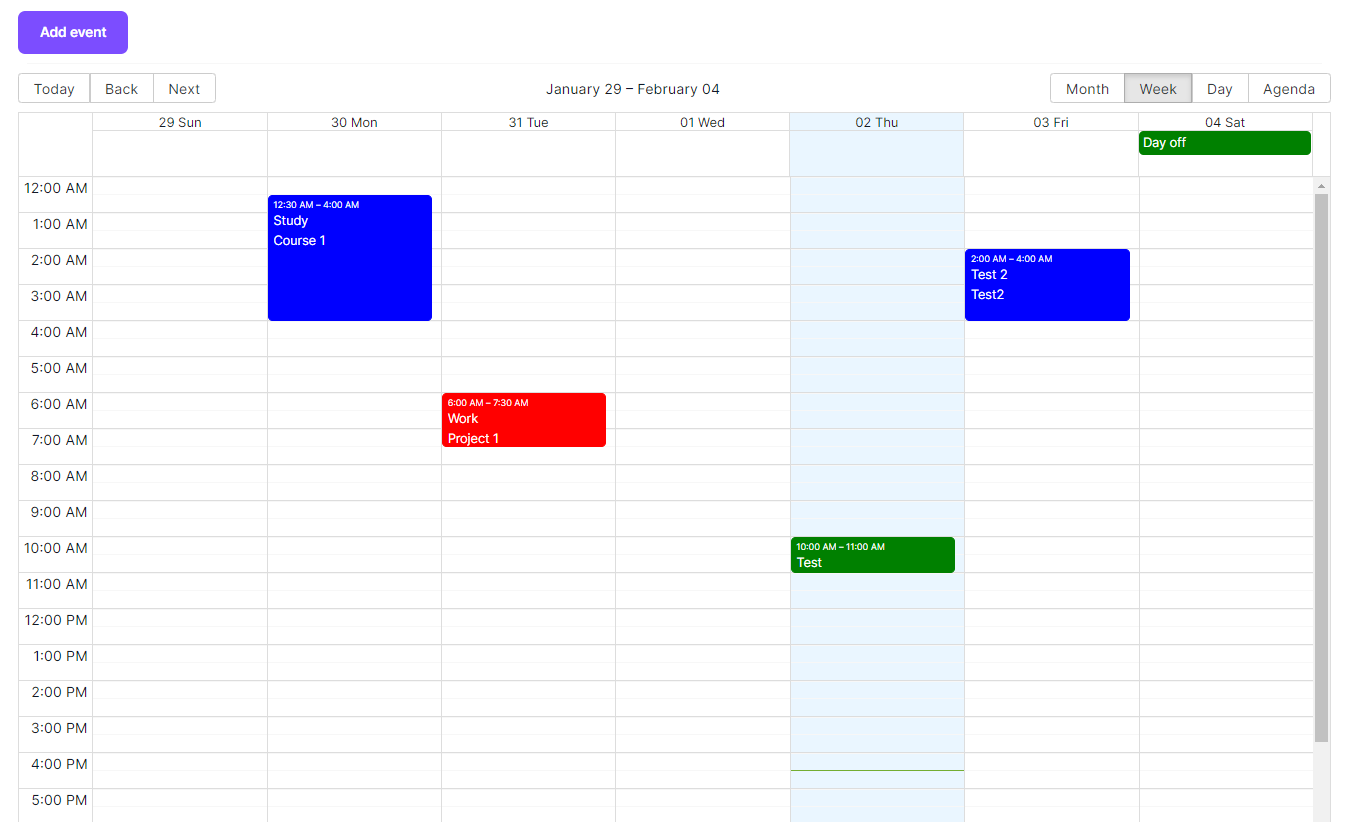 Add event
Today Back Next January 29 – February 04 Month Week Day Agenda
29 Sun 30 Mon 31 Tue 01 Wed 02 Thu 03 Fri 04 Sat
Day off
12:00 AM
12:30 AM – 4:00 AM
Study
Course 1
1:00 AM
2:00 AM
2:00 AM – 4:00 AM
Test 2
Test2
3:00 AM
4:00 AM
5:00 AM
6:00 AM
6:00 AM – 7:30 AM
Work
Project 1
7:00 AM
8:00 AM
9:00 AM
10:00 AM
10:00 AM – 11:00 AM
Test
11:00 AM
12:00 PM
1:00 PM
2:00 PM
3:00 PM
4:00 PM
5:00 PM